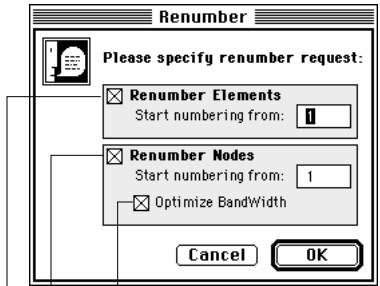 Renumber
Please specify renumber request:
Renumber Elements
Start numbering from: 1
Renumber Nodes
Start numbering from: 1
Optimize BandWidth
Cancel OK